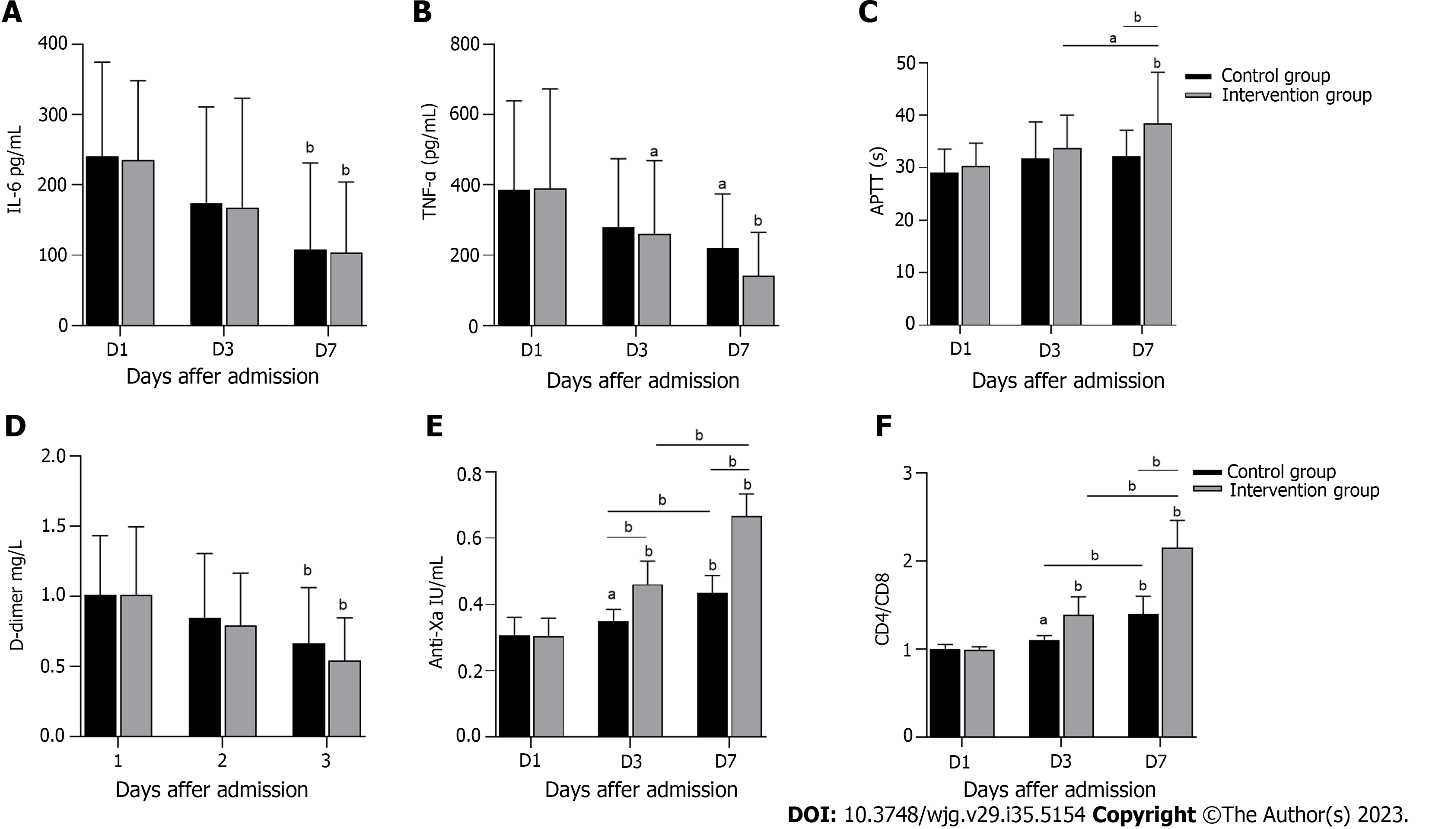 A
400
300
200
100
0
IL-6 pg/mL
b
b
D1
D3
D7
Days affer admission
B
800
600
400
200
0
TNF-α (pg/mL)
a
a
b
D1
D3
D7
Days affer admission
C
50
40
30
20
10
0
APTT (s)
b
a
b
D1
D3
D7
Days affer admission
Control group
Intervention group
D
2.0
1.5
1.0
0.5
0.0
D-dimer mg/L
b
b
1
2
3
Days affer admission
E
0.8
0.6
0.4
0.2
0.0
Anti-Xa IU/mL
b
b
b
b
b
b
a
b
D1
D3
D7
Days affer admission
F
3
2
1
0
CD4/CD8
b
b
b
b
b
b
a
D1
D3
D7
Days affer admission
Control group
Intervention group
DOI: 10.3748/wjg.v29.i35.5154 Copyright ©The Author(s) 2023.